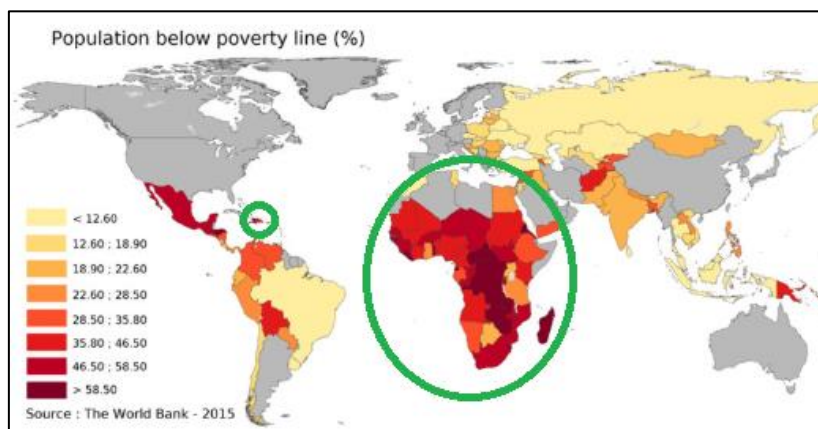 Population below poverty line (%)
< 12.60
12.60 ; 18.90
18.90 ; 22.60
22.60 ; 28.50
28.50 ; 35.80
35.80 ; 46.50
46.50 ; 58.50
> 58.50
Source : The World Bank - 2015